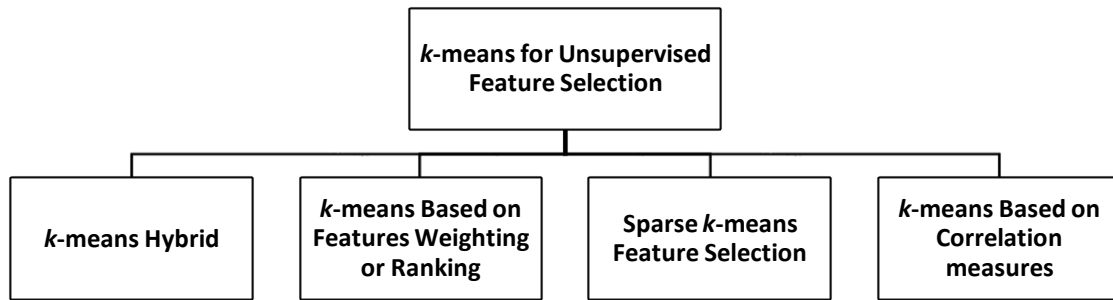 k-means for Unsupervised
Feature Selection
k-means Hybrid
k-means Based on
Features Weighting
or Ranking
Sparse k-means
Feature Selection
k-means Based on
Correlation
measures